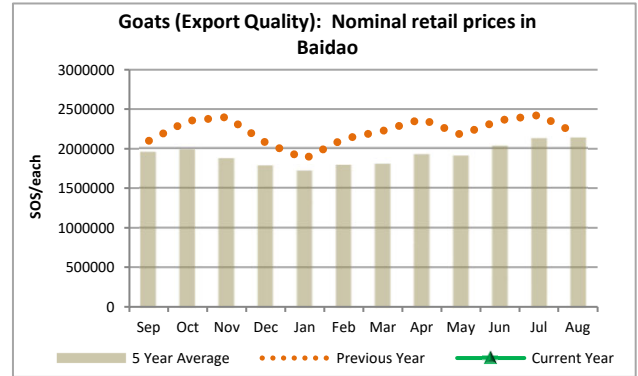 Goats (Export Quality): Nominal retail prices in
Baidao
SOS/each
3000000
2500000
2000000
1500000
1000000
500000
0
Sep Oct Nov Dec Jan Feb Mar Apr May Jun Jul Aug
5 Year Average Previous Year Current Year